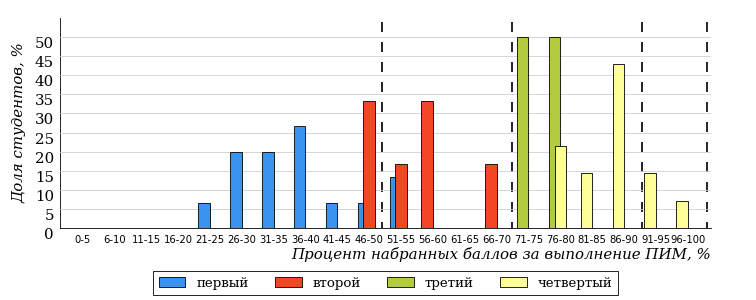 Доля студентов, %
50
45
40
35
30
25
20
15
10
5
0
0-5 6-10 11-15 16-20 21-25 26-30 31-35 36-40 41-45 46-50 51-55 56-60 61-65 66-70 71-75 76-80 81-85 86-90 91-95 96-100
Процент набранных баллов за выполнение ПИМ, %
первый второй третий четвертый